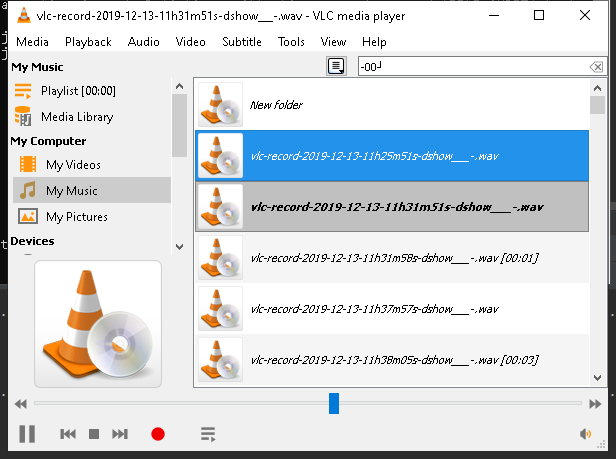 vlc-record-2019-12-13-11h31m51s-dshow___-.wav - VLC media player
Media Playback Audio Video Subtitle Tools View Help
My Music
Playlist [00:00]
Media Library
My Computer
My Videos
My Music
My Pictures
Devices
-00┘
New folder
vlc-record-2019-12-13-11h25m51s-dshow___-.wav
vlc-record-2019-12-13-11h31m51s-dshow___-.wav
vlc-record-2019-12-13-11h31m58s-dshow___-.wav [00:01]
vlc-record-2019-12-13-11h37m57s-dshow___-.wav
vlc-record-2019-12-13-11h38m05s-dshow___-.wav [00:03]